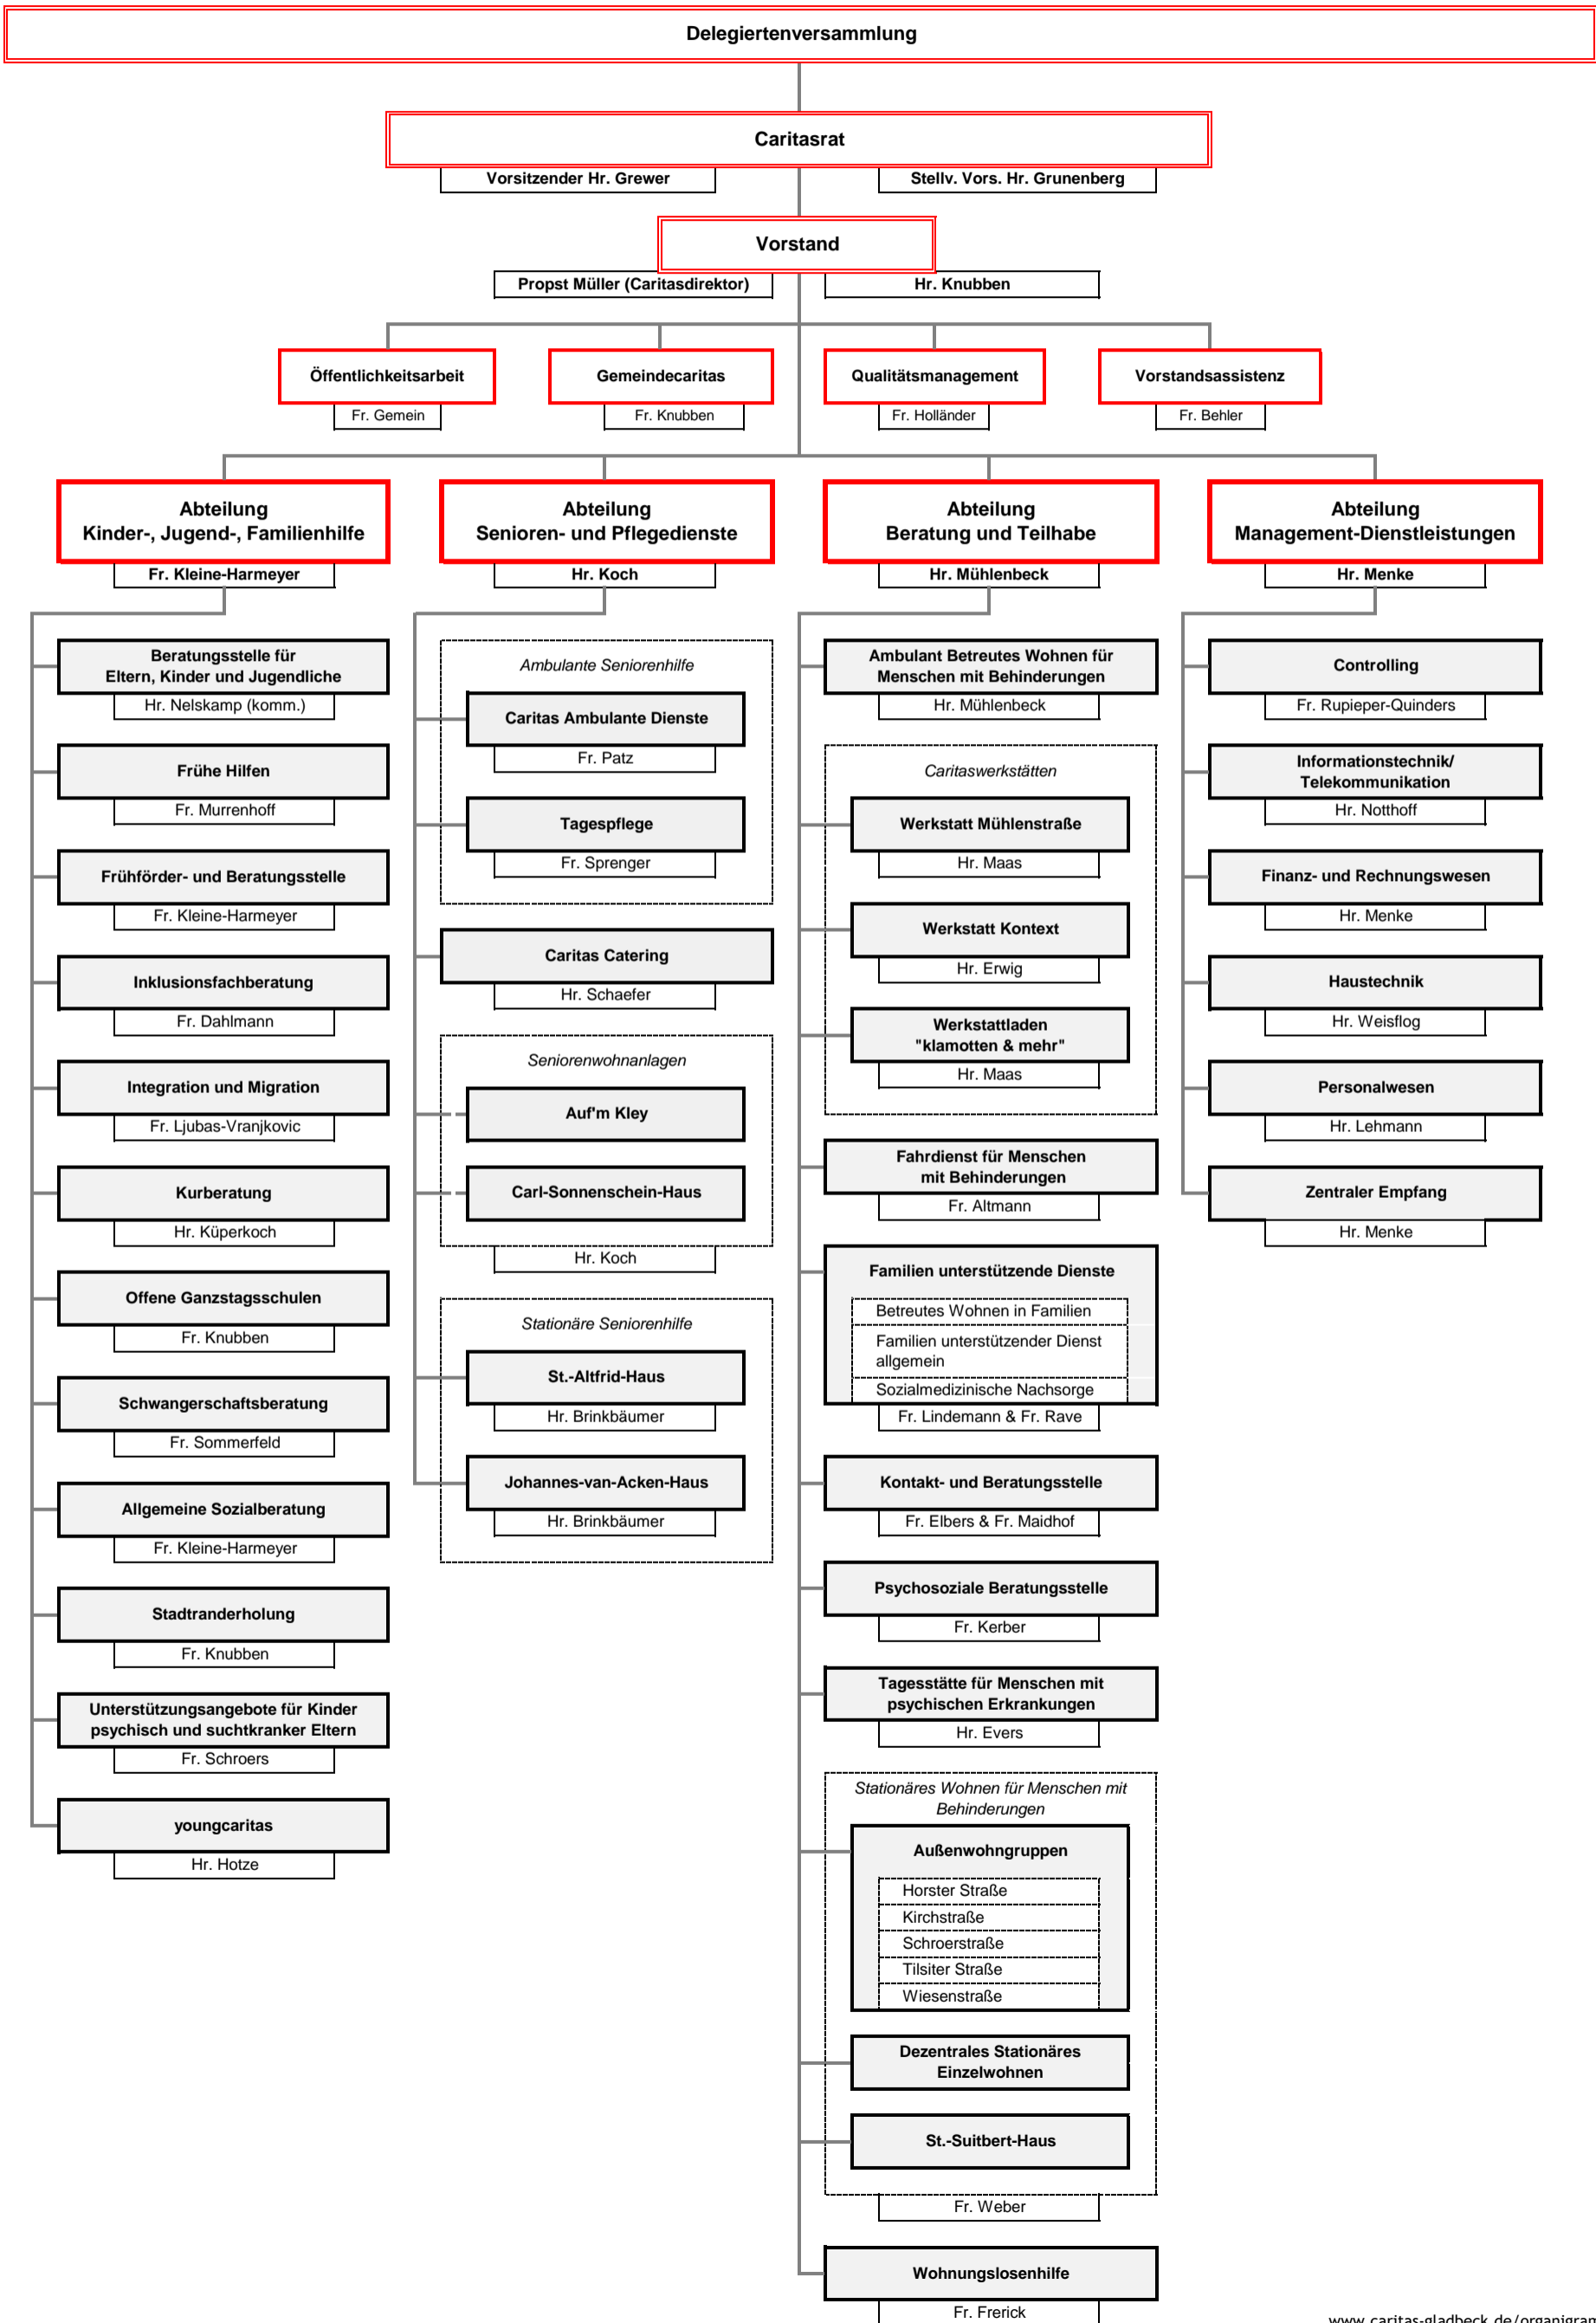 Delegiertenversammlung
Caritasrat
Vorsitzender Hr. Grewer
Stellv. Vors. Hr. Grunenberg
Vorstand
Propst Müller (Caritasdirektor)
Hr. Knubben
Öffentlichkeitsarbeit
Fr. Gemein
Gemeindecaritas
Fr. Knubben
Qualitätsmanagement
Fr. Holländer
Vorstandsassistenz
Fr. Behler
Abteilung
Kinder-, Jugend-, Familienhilfe
Fr. Kleine-Harmeyer
Beratungsstelle für
Eltern, Kinder und Jugendliche
Hr. Nelskamp (komm.)
Frühe Hilfen
Fr. Murrenhoff
Frühförder- und Beratungsstelle
Fr. Kleine-Harmeyer
Inklusionsfachberatung
Fr. Dahlmann
Integration und Migration
Fr. Ljubas-Vranjkovic
Kurberatung
Hr. Küperkoch
Offene Ganzstagsschulen
Fr. Knubben
Schwangerschaftsberatung
Fr. Sommerfeld
Allgemeine Sozialberatung
Fr. Kleine-Harmeyer
Stadtranderholung
Fr. Knubben
Unterstützungsangebote für Kinder
psychisch und suchtkranker Eltern
Fr. Schroers
youngcaritas
Hr. Hotze
Abteilung
Senioren- und Pflegedienste
Hr. Koch
Ambulante Seniorenhilfe
Caritas Ambulante Dienste
Fr. Patz
Tagespflege
Fr. Sprenger
Caritas Catering
Hr. Schaefer
Seniorenwohnanlagen
Auf'm Kley
Carl-Sonnenschein-Haus
Hr. Koch
Stationäre Seniorenhilfe
St.-Altfrid-Haus
Hr. Brinkbäumer
Johannes-van-Acken-Haus
Hr. Brinkbäumer
Abteilung
Beratung und Teilhabe
Hr. Mühlenbeck
Ambulant Betreutes Wohnen für
Menschen mit Behinderungen
Hr. Mühlenbeck
Caritaswerkstätten
Werkstatt Mühlenstraße
Hr. Maas
Werkstatt Kontext
Hr. Erwig
Werkstattladen
"klamotten & mehr"
Hr. Maas
Fahrdienst für Menschen
mit Behinderungen
Fr. Altmann
Familien unterstützende Dienste
Betreutes Wohnen in Familien
Familien unterstützender Dienst
allgemein
Sozialmedizinische Nachsorge
Fr. Lindemann & Fr. Rave
Kontakt- und Beratungsstelle
Fr. Elbers & Fr. Maidhof
Psychosoziale Beratungsstelle
Fr. Kerber
Tagesstätte für Menschen mit
psychischen Erkrankungen
Hr. Evers
Stationäres Wohnen für Menschen mit
Behinderungen
Außenwohngruppen
Horster Straße
Kirchstraße
Schroerstraße
Tilsiter Straße
Wiesenstraße
Dezentrales Stationäres
Einzelwohnen
St.-Suitbert-Haus
Fr. Weber
Wohnungslosenhilfe
Fr. Frerick
Abteilung
Management-Dienstleistungen
Hr. Menke
Controlling
Fr. Rupieper-Quinders
Informationstechnik/
Telekommunikation
Hr. Notthoff
Finanz- und Rechnungswesen
Hr. Menke
Haustechnik
Hr. Weisflog
Personalwesen
Hr. Lehmann
Zentraler Empfang
Hr. Menke